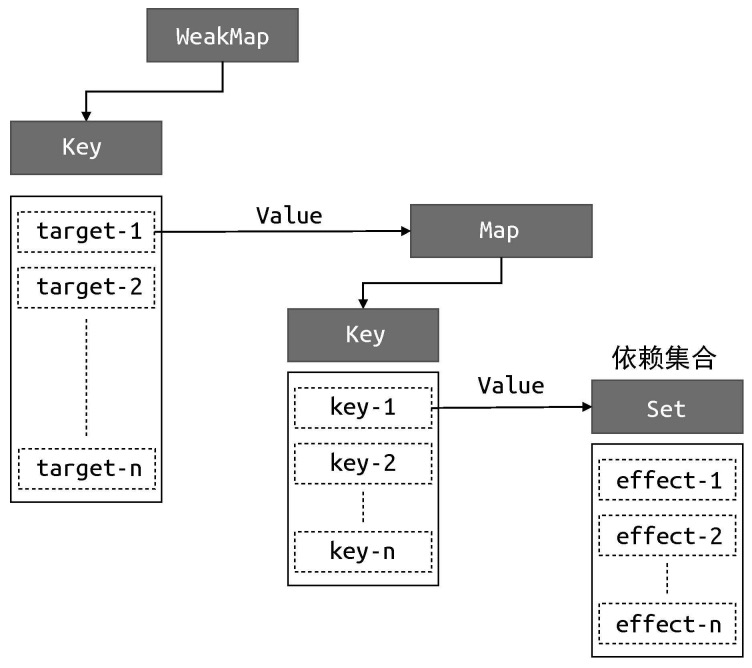 WeakMap
Key
target-1
target-2
target-n
Value
Map
Key
key-1
key-2
key-n
Value
依赖集合
Set
effect-1
effect-2
effect-n